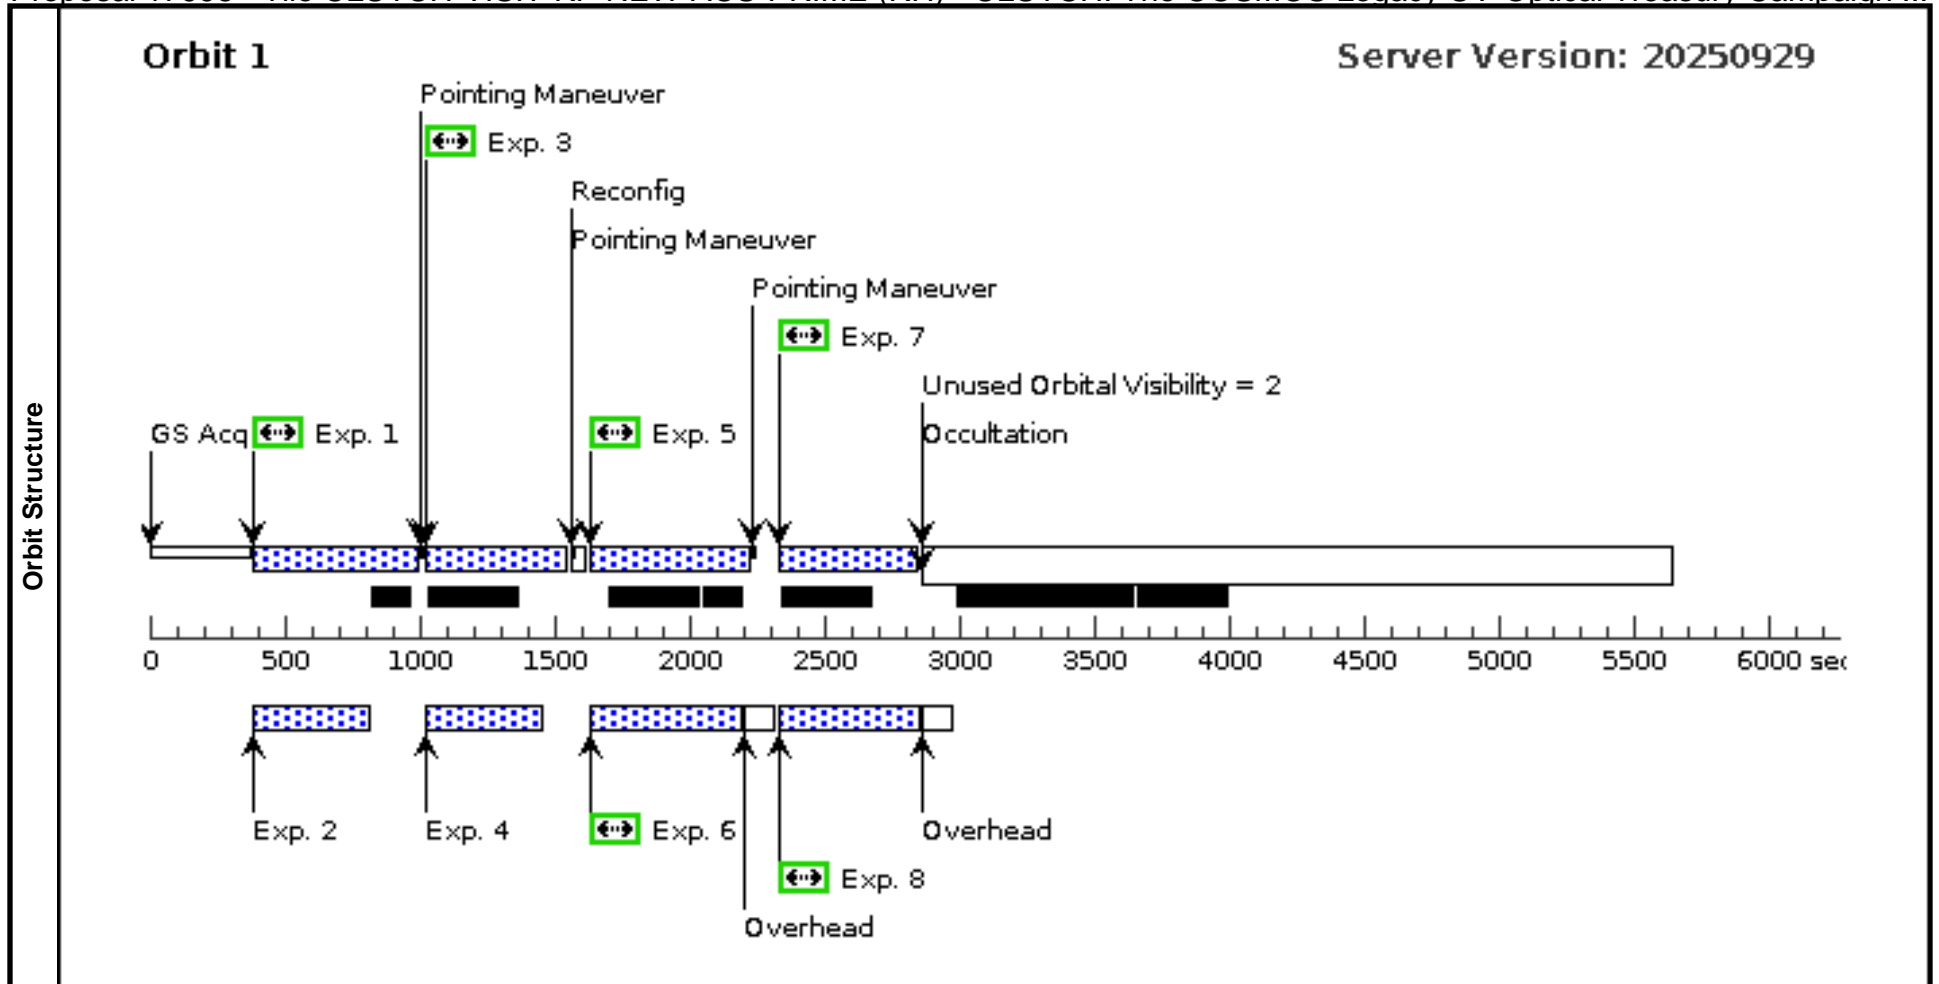 Orbit 1
Server Version: 20250929
Pointing Maneuver
Exp. 3
Reconfig
Pointing Maneuver
Pointing Maneuver
Exp. 7
Unused Orbital Visibility = 2
GS Acq Exp. 1 Exp. 5 Occultation
Orbit Structure
0 500 1000 1500 2000 2500 3000 3500 4000 4500 5000 5500 6000
Exp. 2 Exp. 4 Exp. 6 Overhead
Exp. 8
Overhead